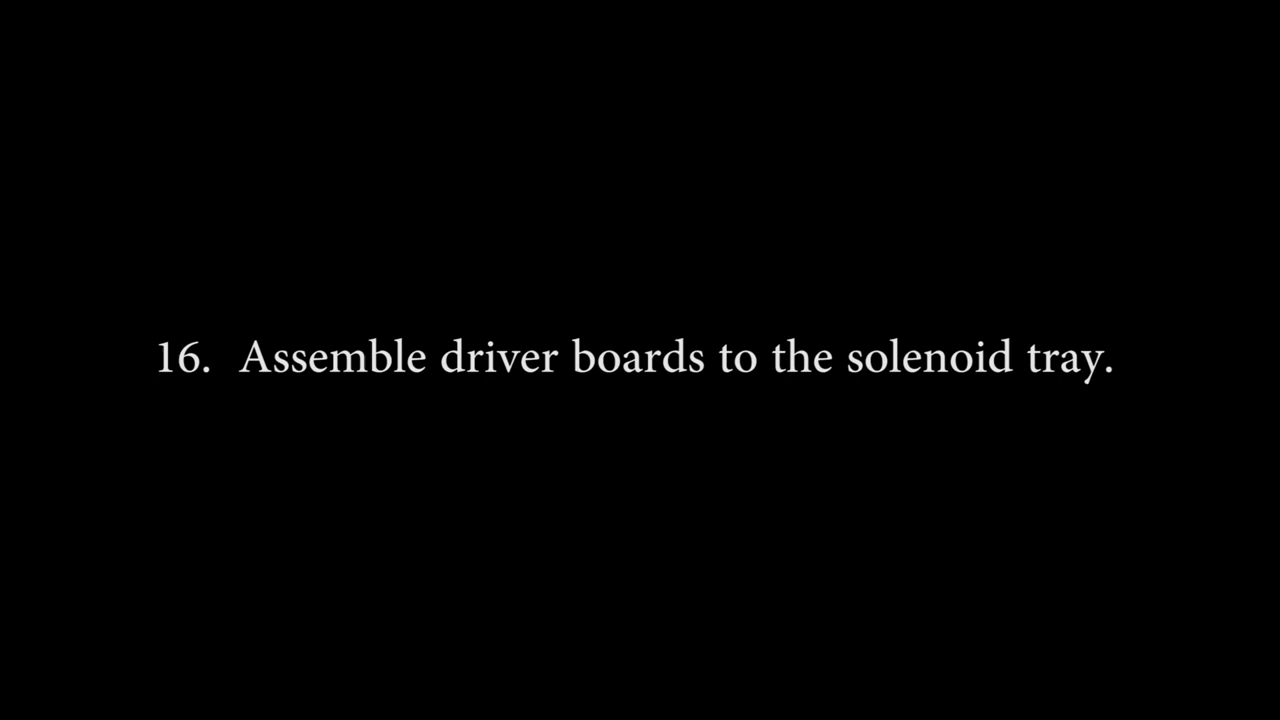 16. Assemble driver boards to the solenoid tray.